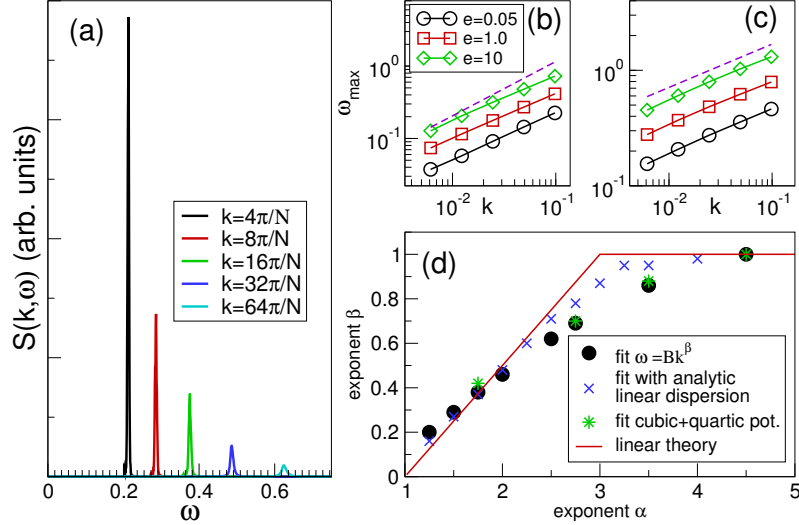 (a)
S(k,ω) (arb. units)
k=4π/N
k=8π/N
k=16π/N
k=32π/N
k=64π/N
0 0.2 0.4 0.6
ω
(b)
e=0.05
e=1.0
e=10
ω_max
10^0
10^-1
10^-2 k 10^-1
(c)
10^0
10^-1
10^-2 k 10^-1
(d)
exponent β
1
0.8
0.6
0.4
0.2
0
fit ω =Bk^β
fit with analytic
linear dispersion
fit cubic+quartic pot.
linear theory
1 2 3 4 5
exponent α